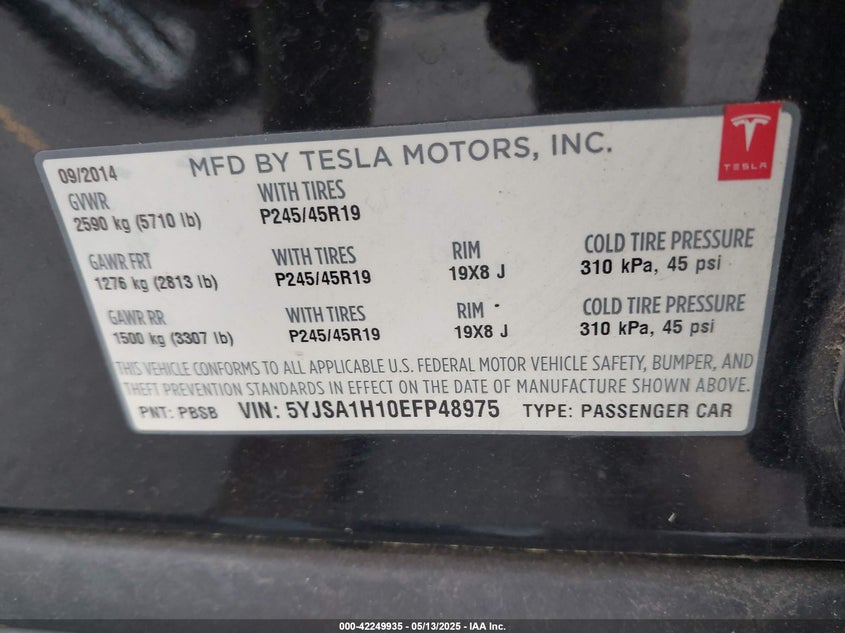 TESLA
09/2014 MFD BY TESLA MOTORS, INC.
GVWR WITH TIRES
2590 kg (5710 lb) P245/45R19
GAWR FRT WITH TIRES RIM COLD TIRE PRESSURE
1276 kg (2813 lb) P245/45R19 19X8 J 310 kPa, 45 psi
GAWR RR WITH TIRES RIM COLD TIRE PRESSURE
1500 kg (3307 lb) P245/45R19 19X8 J 310 kPa, 45 psi
THIS VEHICLE CONFORMS TO ALL APPLICABLE U.S. FEDERAL MOTOR VEHICLE SAFETY, BUMPER, AND
THEFT PREVENTION STANDARDS IN EFFECT ON THE DATE OF MANUFACTURE SHOWN ABOVE.
PNT: PBSB VIN: 5YJSA1H10EFP48975 TYPE: PASSENGER CAR
000-42249935 - 05/13/2025 - IAA Inc.